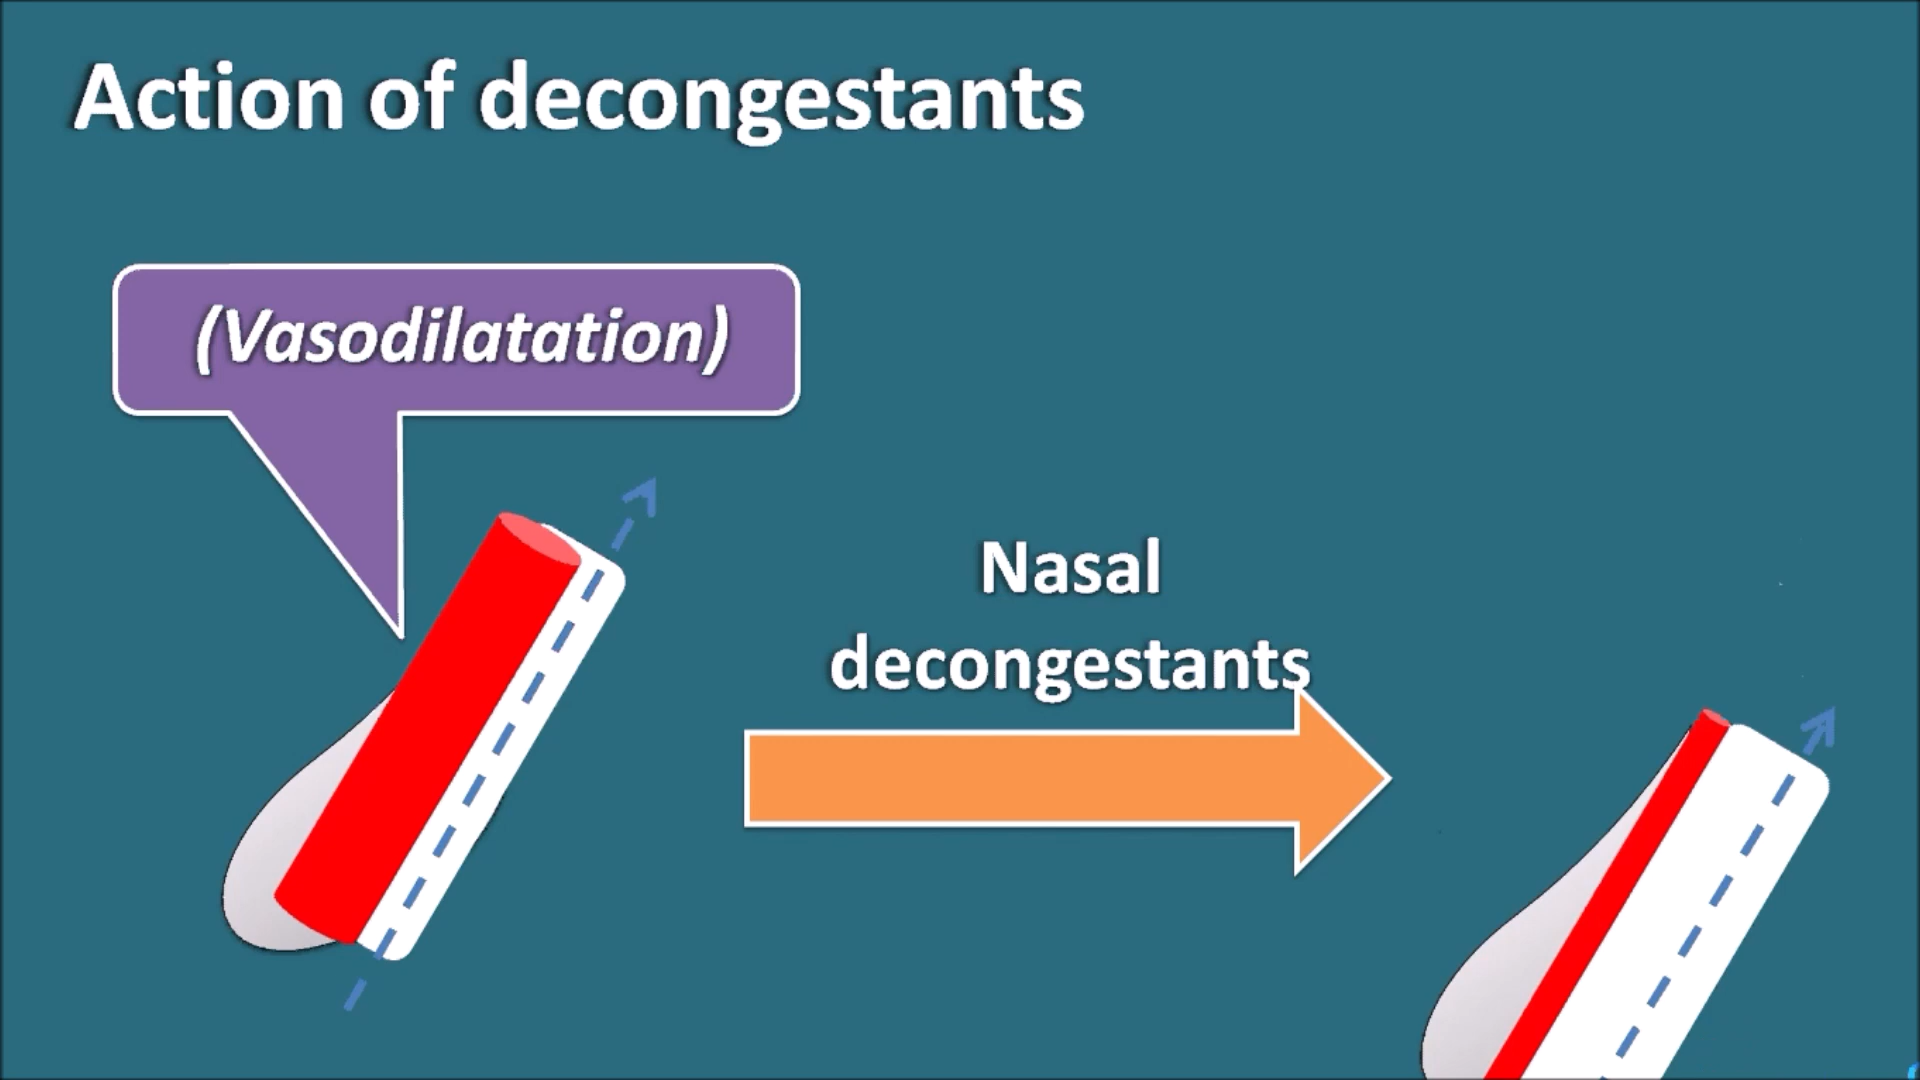 Action of decongestants
(Vasodilatation)
Nasal
decongestants